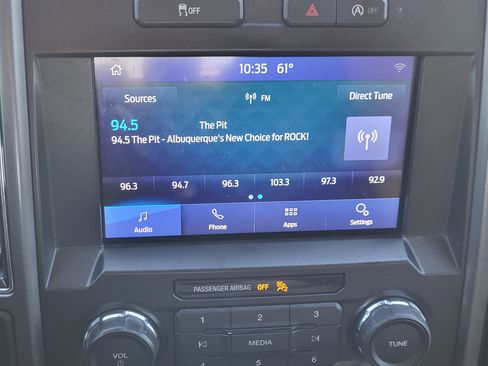 OFF
A OFF
10:35 61°
Sources
FM
Direct Tune
94.5 The Pit
94.5 The Pit - Albuquerque's New Choice for ROCK!
96.3 94.7 96.3 103.3 97.3 92.9
Audio Phone Apps Settings
PASSENGER AIRBAG OFF
1 2 3
VOL
MEDIA
TUNE
4 5 6